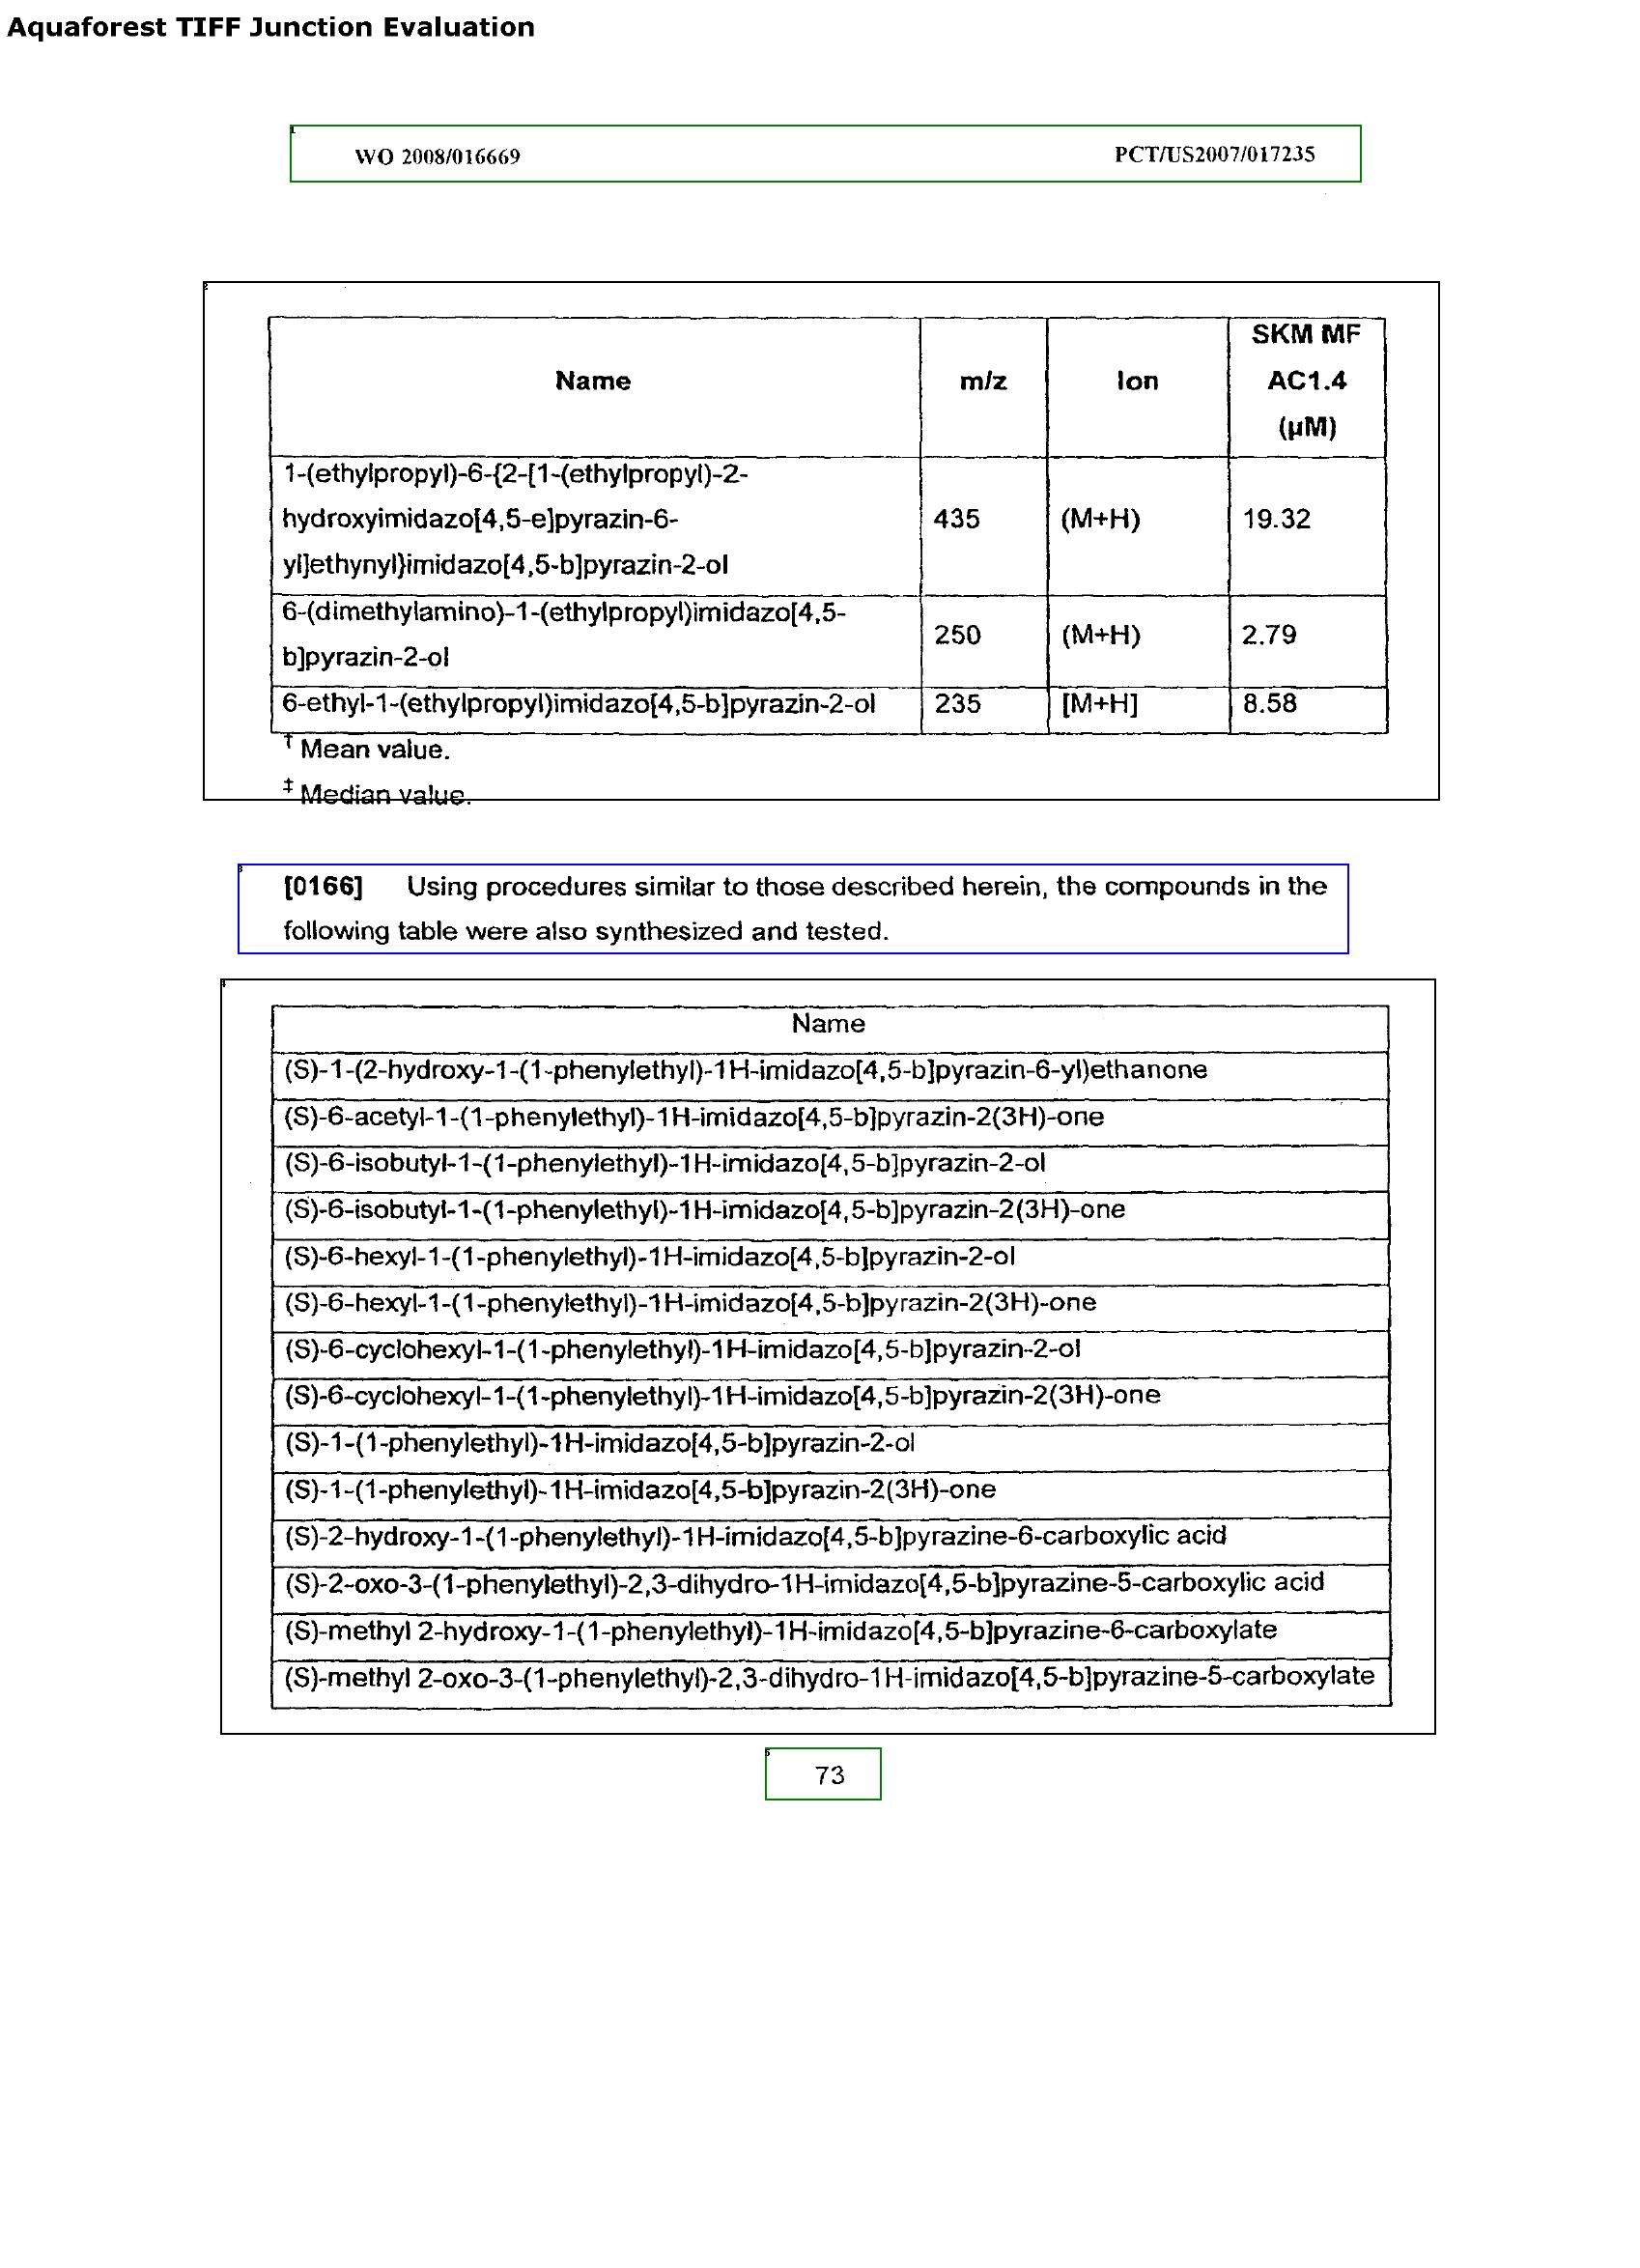 Aquaforest TIFF Junction Evaluation
WO 2008/016669 PCT/US2007/017235
Name m/z Ion SKM MF AC1.4 (µM)
1-(ethylpropyl)-6-{2-[1-(ethylpropyl)-2-
hydroxyimidazo[4,5-e]pyrazin-6- 435 (M+H) 19.32
yl]ethynyl}imidazo[4,5-b]pyrazin-2-ol
6-(dimethylamino)-1-(ethylpropyl)imidazo[4,5-
b]pyrazin-2-ol 250 (M+H) 2.79
6-ethyl-1-(ethylpropyl)imidazo[4,5-b]pyrazin-2-ol 235 [M+H] 8.58
† Mean value.
‡ Median value.
[0166] Using procedures similar to those described herein, the compounds in the
following table were also synthesized and tested.
Name
(S)-1-(2-hydroxy-1-(1-phenylethyl)-1H-imidazo[4,5-b]pyrazin-6-yl)ethanone
(S)-6-acetyl-1-(1-phenylethyl)-1H-imidazo[4,5-b]pyrazin-2(3H)-one
(S)-6-isobutyl-1-(1-phenylethyl)-1H-imidazo[4,5-b]pyrazin-2-ol
(S)-6-isobutyl-1-(1-phenylethyl)-1H-imidazo[4,5-b]pyrazin-2(3H)-one
(S)-6-hexyl-1-(1-phenylethyl)-1H-imidazo[4,5-b]pyrazin-2-ol
(S)-6-hexyl-1-(1-phenylethyl)-1H-imidazo[4,5-b]pyrazin-2(3H)-one
(S)-6-cyclohexyl-1-(1-phenylethyl)-1H-imidazo[4,5-b]pyrazin-2-ol
(S)-6-cyclohexyl-1-(1-phenylethyl)-1H-imidazo[4,5-b]pyrazin-2(3H)-one
(S)-1-(1-phenylethyl)-1H-imidazo[4,5-b]pyrazin-2-ol
(S)-1-(1-phenylethyl)-1H-imidazo[4,5-b]pyrazin-2(3H)-one
(S)-2-hydroxy-1-(1-phenylethyl)-1H-imidazo[4,5-b]pyrazine-6-carboxylic acid
(S)-2-oxo-3-(1-phenylethyl)-2,3-dihydro-1H-imidazo[4,5-b]pyrazine-5-carboxylic acid
(S)-methyl 2-hydroxy-1-(1-phenylethyl)-1H-imidazo[4,5-b]pyrazine-6-carboxylate
(S)-methyl 2-oxo-3-(1-phenylethyl)-2,3-dihydro-1H-imidazo[4,5-b]pyrazine-5-carboxylate
73